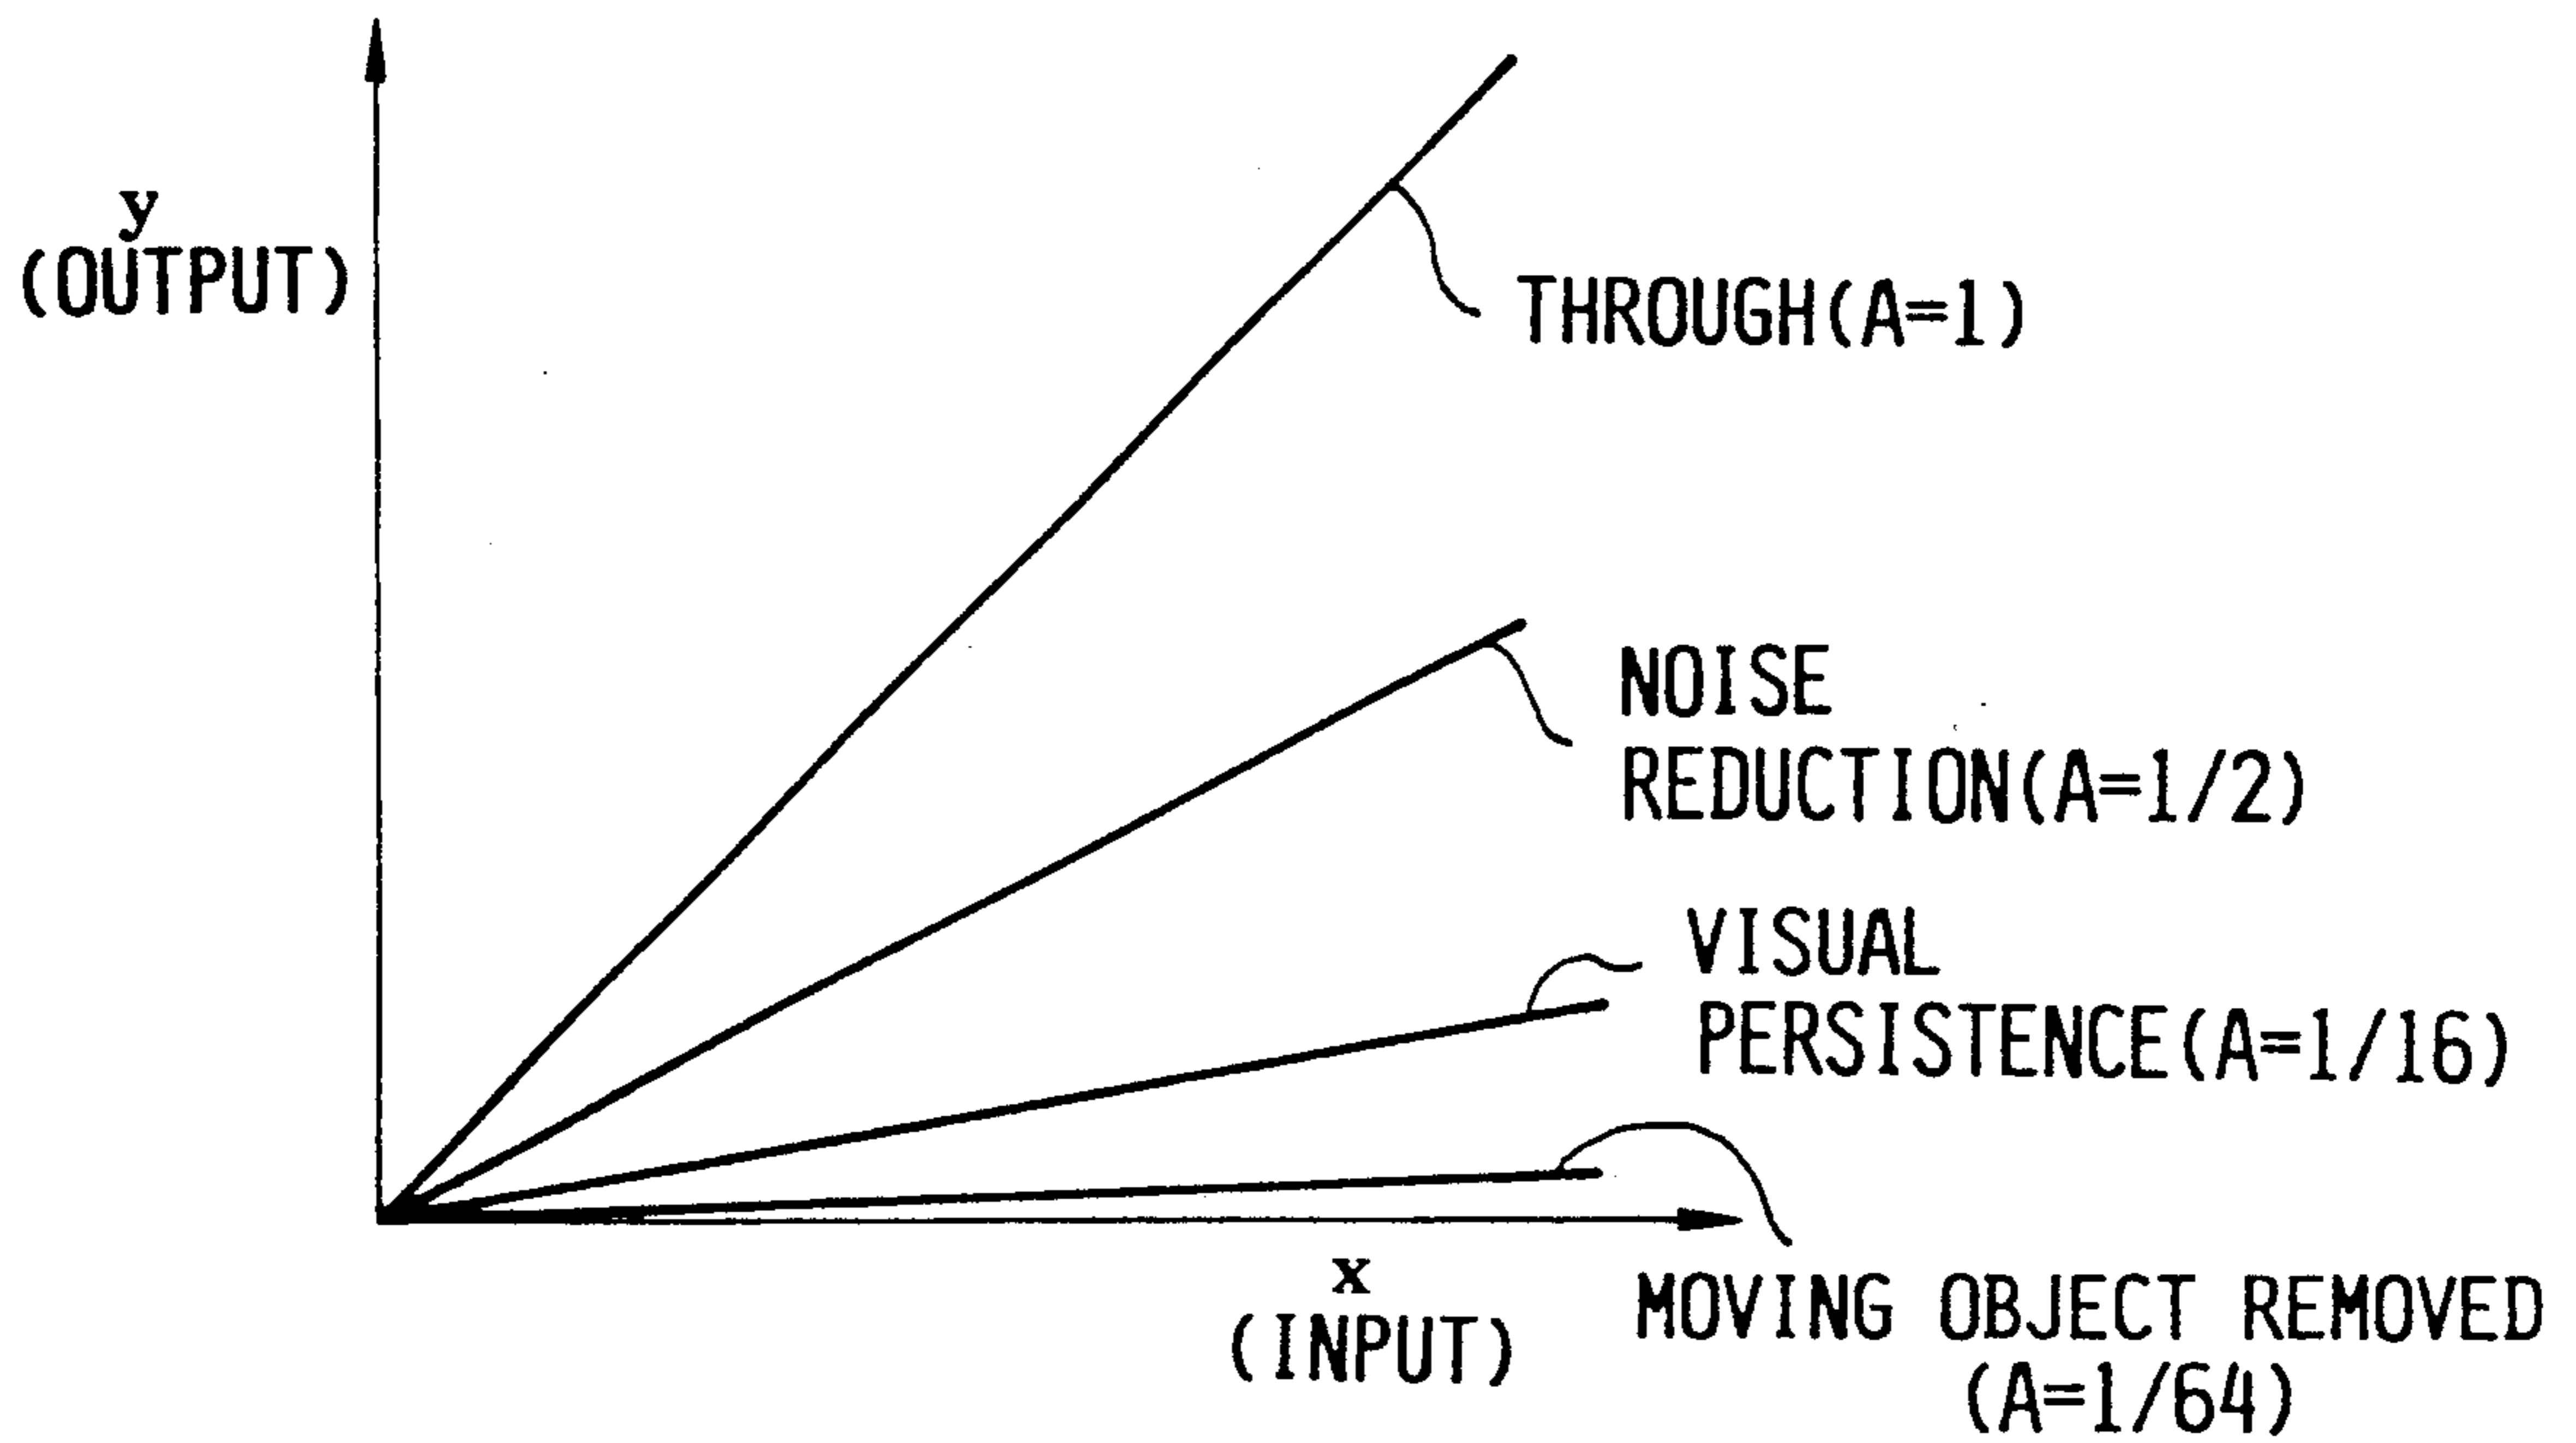 y
(OUTPUT)
THROUGH(A=1)
NOISE
REDUCTION(A=1/2)
VISUAL
PERSISTENCE(A=1/16)
x
(INPUT)
MOVING OBJECT REMOVED
(A=1/64)